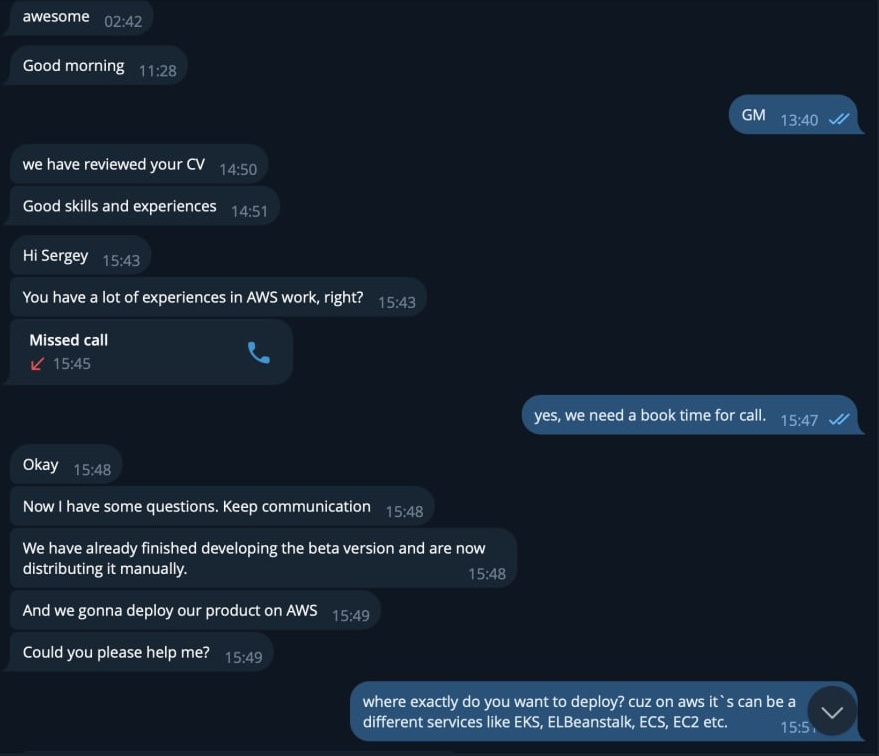 awesome 02:42
Good morning 11:28
GM 13:40
we have reviewed your CV 14:50
Good skills and experiences 14:51
Hi Sergey 15:43
You have a lot of experiences in AWS work, right? 15:43
Missed call
15:45
yes, we need a book time for call. 15:47
Okay 15:48
Now I have some questions. Keep communication 15:48
We have already finished developing the beta version and are now
distributing it manually. 15:48
And we gonna deploy our product on AWS 15:49
Could you please help me? 15:49
where exactly do you want to deploy? cuz on aws it`s can be a
different services like EKS, ELBeanstalk, ECS, EC2 etc.